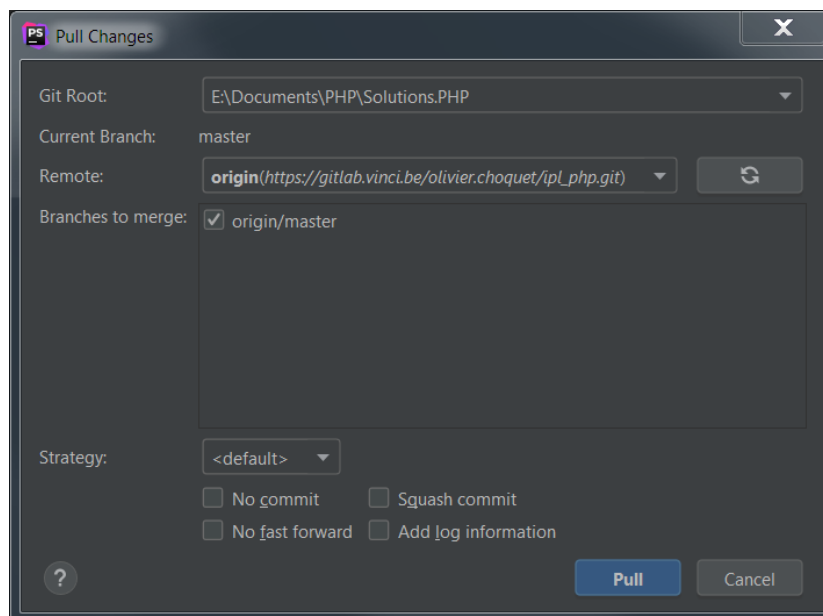 PS Pull Changes X
Git Root: E:\Documents\PHP\Solutions.PHP
Current Branch: master
Remote: origin(https://gitlab.vinci.be/olivier.choquet/ipl_php.git)
Branches to merge: origin/master
Strategy: <default>
No commit Squash commit
No fast forward Add log information
? Pull Cancel